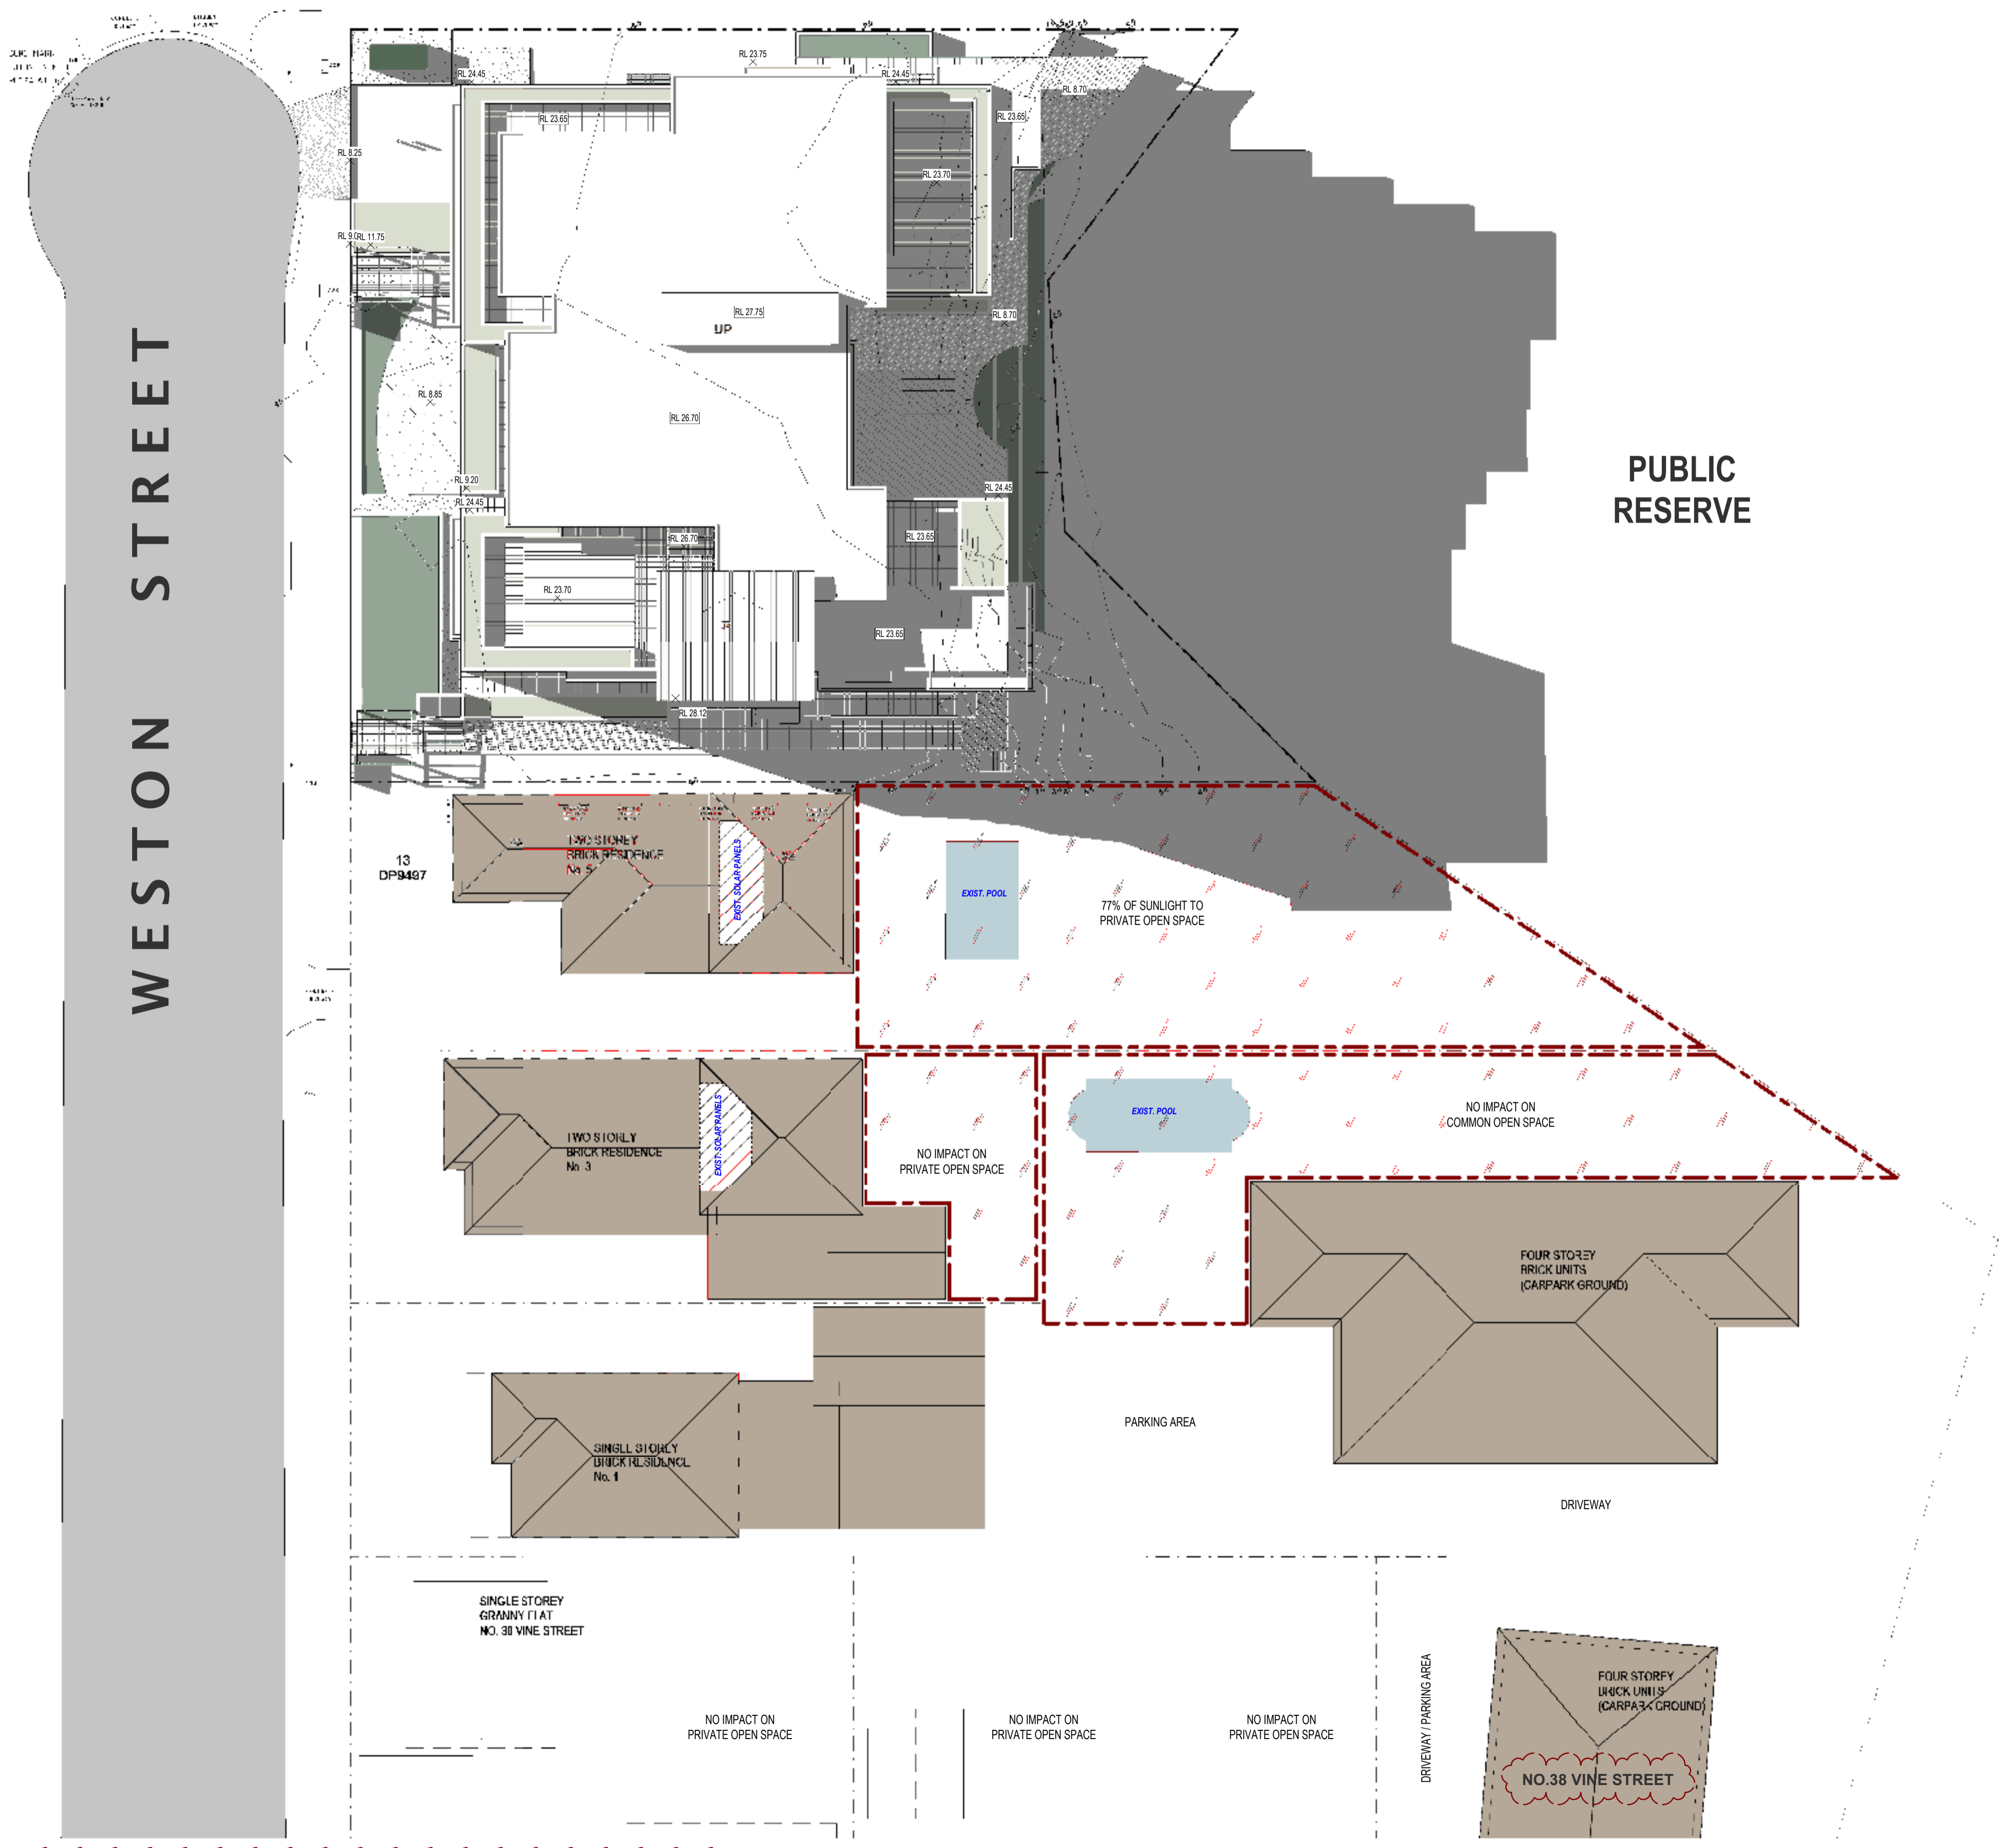 RL 23.75
RL 24.45
RL 24.45
RL 8.70
RL 23.65
RL 23.65
RL 8.25
RL 23.70
RL 11.75
RL 27.75
UP
RL 8.70
RL 8.85
RL 26.70
WESTON STREET
PUBLIC
RESERVE
RL 9.20
RL 24.45
RL 24.45
RL 26.70
RL 23.65
RL 23.70
RL 23.65
RL 28.12
13
DP9497
TWO STOREY
BRICK RESIDENCE
No. 5
EXIST. SOLAR PANELS
EXIST. POOL
77% OF SUNLIGHT TO
PRIVATE OPEN SPACE
TWO STOREY
BRICK RESIDENCE
No. 3
EXIST. SOLAR PANELS
NO IMPACT ON
PRIVATE OPEN SPACE
EXIST. POOL
NO IMPACT ON
COMMON OPEN SPACE
FOUR STOREY
BRICK UNITS
(CARPARK GROUND)
SINGLE STOREY
BRICK RESIDENCE
No. 1
PARKING AREA
DRIVEWAY
SINGLE STOREY
GRANNY FLAT
NO. 30 VINE STREET
NO IMPACT ON
PRIVATE OPEN SPACE
NO IMPACT ON
PRIVATE OPEN SPACE
NO IMPACT ON
PRIVATE OPEN SPACE
DRIVEWAY / PARKING AREA
FOUR STOREY
BRICK UNITS
(CARPARK GROUND)
NO.38 VINE STREET